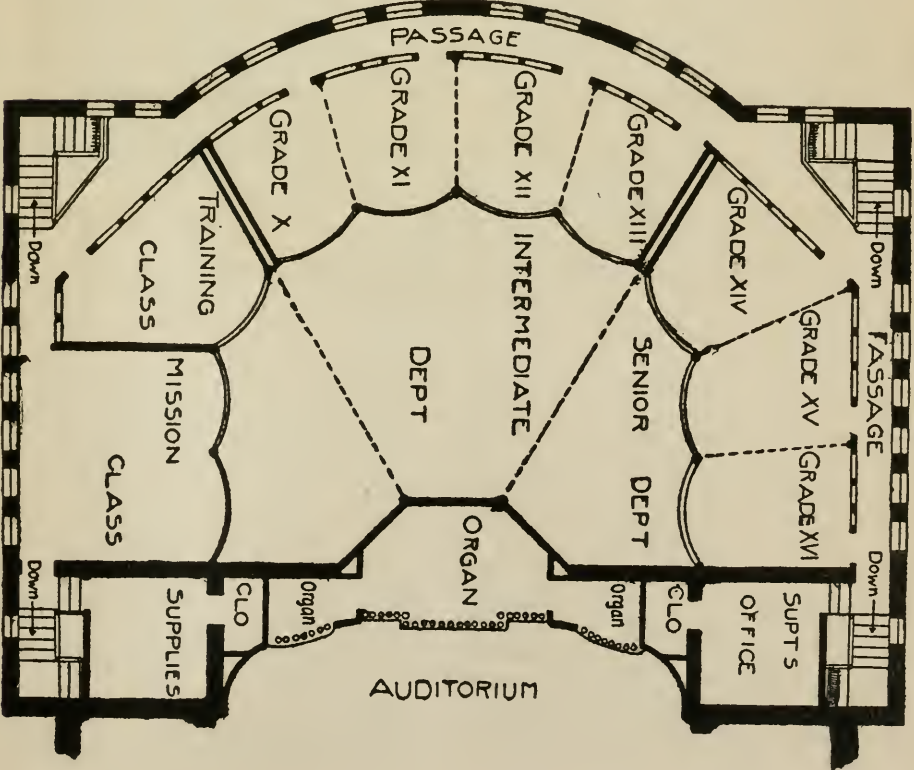 PASSAGE
GRADE X
GRADE XI
GRADE XII
GRADE XIII
GRADE XIV
GRADE XV
GRADE XVI
PASSAGE
TRAINING
CLASS
MISSION
CLASS
INTERMEDIATE
DEPT
SENIOR DEPT
Down
Down
Down
Down
ORGAN
Organ
Organ
CLO
CLO
SUPPLIES
SUPTS
OFFICE
AUDITORIUM